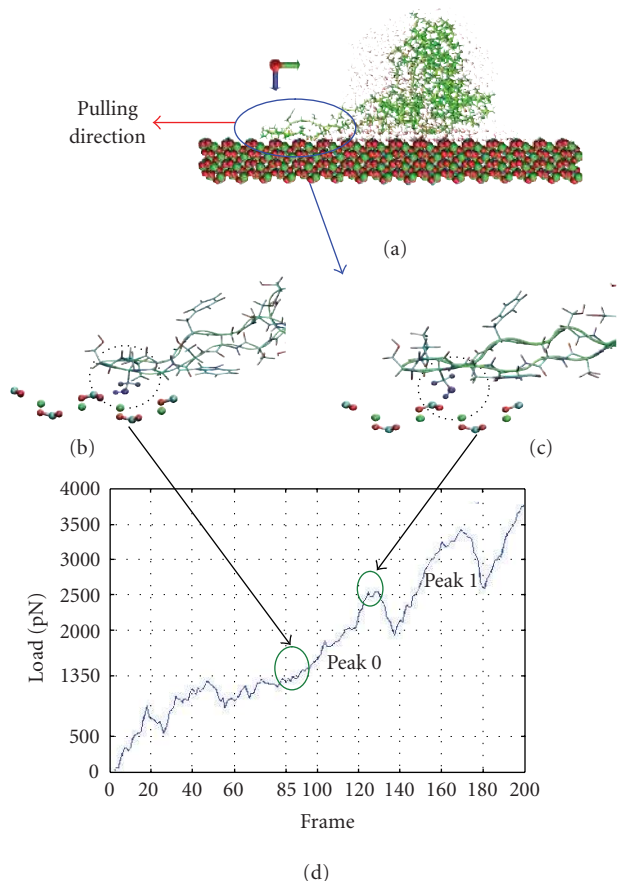 Pulling
direction
(a)
(b)
(c)
4000
3500
3000
2500
2000
1350
500
0
Load (pN)
Peak 1
Peak 0
0 20 40 60 85 100 120 140 160 180 200
Frame
(d)